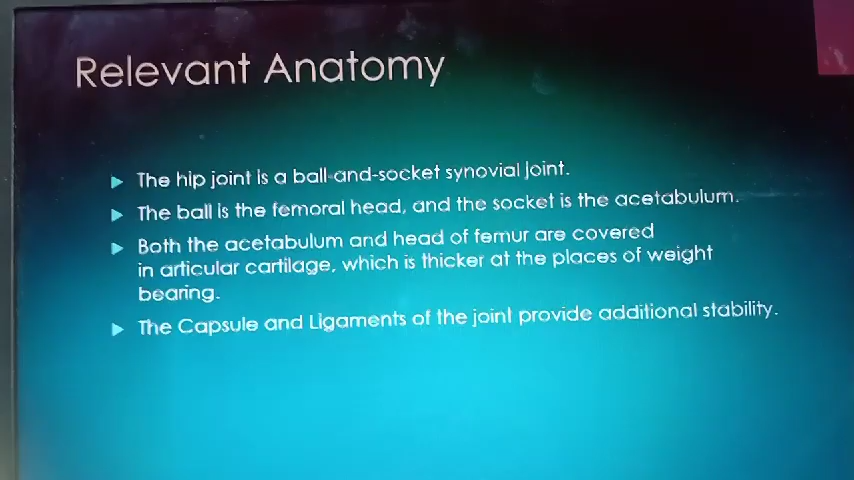 Relevant Anatomy
The hip joint is a ball-and-socket synovial joint.
The ball is the femoral head, and the socket is the acetabulum.
Both the acetabulum and head of femur are covered
in articular cartilage, which is thicker at the places of weight
bearing.
The Capsule and Ligaments of the joint provide additional stability.